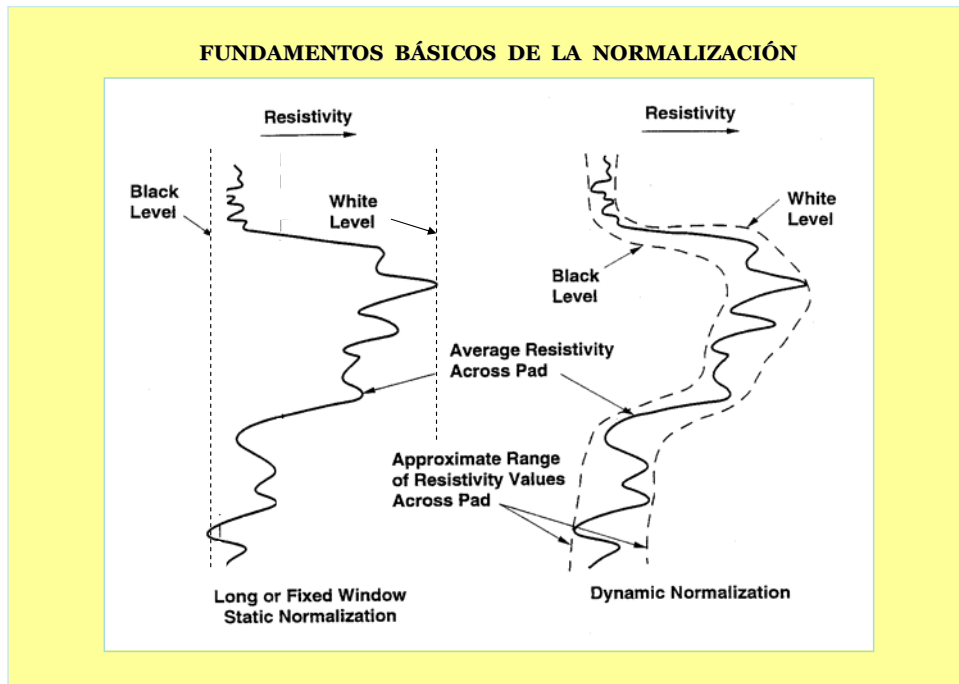 FUNDAMENTOS BÁSICOS DE LA NORMALIZACIÓN
Resistivity
Black
Level
White
Level
Resistivity
White
Level
Black
Level
Average Resistivity
Across Pad
Approximate Range
of Resistivity Values
Across Pad
Long or Fixed Window
Static Normalization
Dynamic Normalization